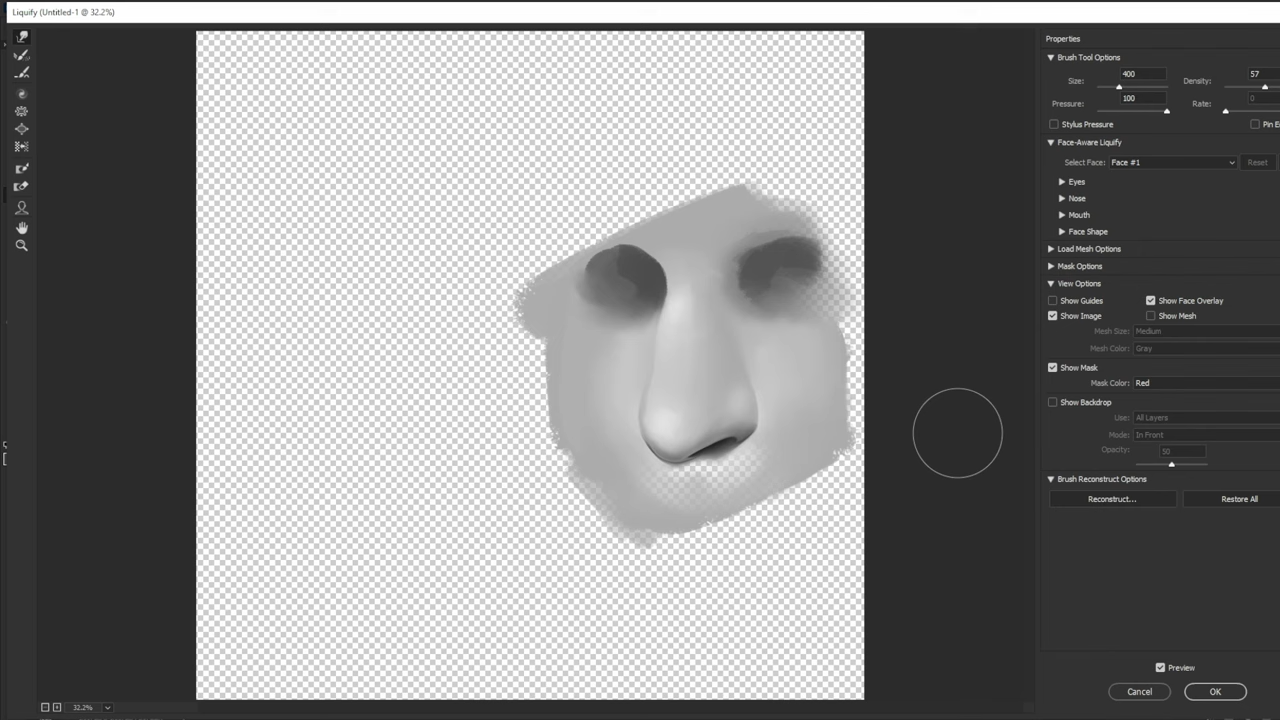 Liquify (Untitled-1 @ 32.2%)
Properties
Brush Tool Options
Size: 400 Density: 57
Pressure: 100 Rate: 0
Stylus Pressure Pin E
Face-Aware Liquify
Select Face: Face #1 Reset
Eyes
Nose
Mouth
Face Shape
Load Mesh Options
Mask Options
View Options
Show Guides Show Face Overlay
Show Image Show Mesh
Mesh Size: Medium
Mesh Color: Gray
Show Mask
Mask Color: Red
Show Backdrop
Use: All Layers
Mode: In Front
Opacity: 50
Brush Reconstruct Options
Reconstruct... Restore All
Preview
Cancel OK
32.2%